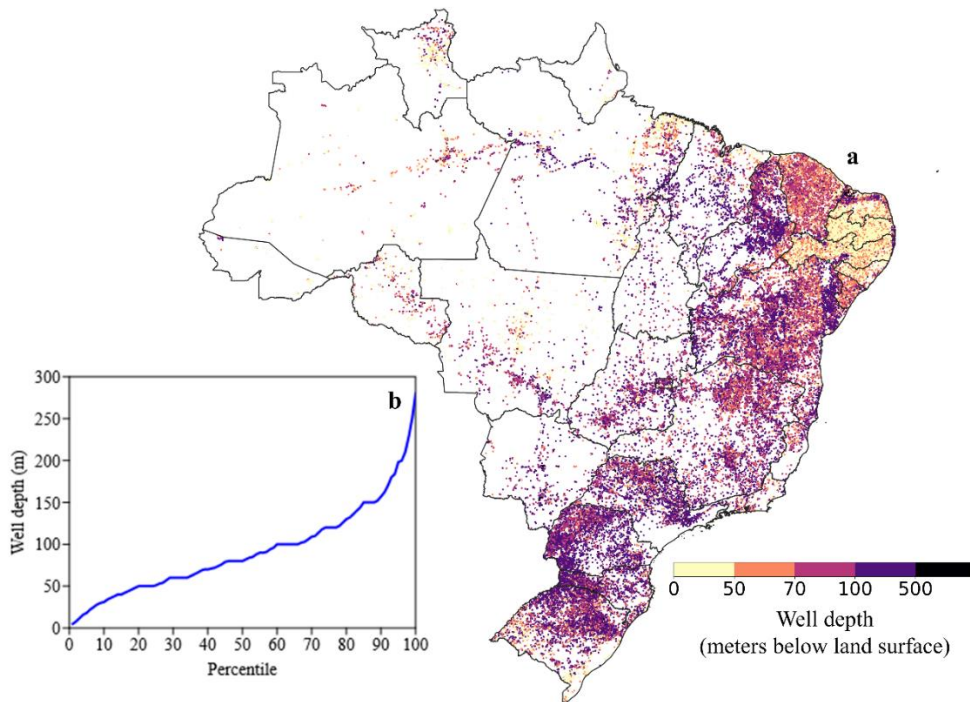 a
300
250
200
150
100
50
0
b
Well depth (m)
0 10 20 30 40 50 60 70 80 90 100
Percentile
0 50 70 100 500
Well depth
(meters below land surface)